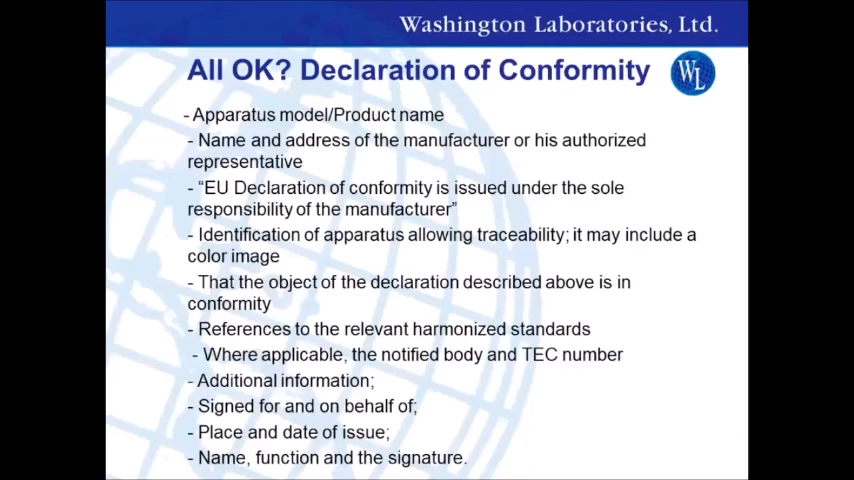 Washington Laboratories, Ltd.
All OK? Declaration of Conformity
WL
- Apparatus model/Product name
- Name and address of the manufacturer or his authorized
representative
- “EU Declaration of conformity is issued under the sole
responsibility of the manufacturer”
- Identification of apparatus allowing traceability; it may include a
color image
- That the object of the declaration described above is in
conformity
- References to the relevant harmonized standards
- Where applicable, the notified body and TEC number
- Additional information;
- Signed for and on behalf of;
- Place and date of issue;
- Name, function and the signature.